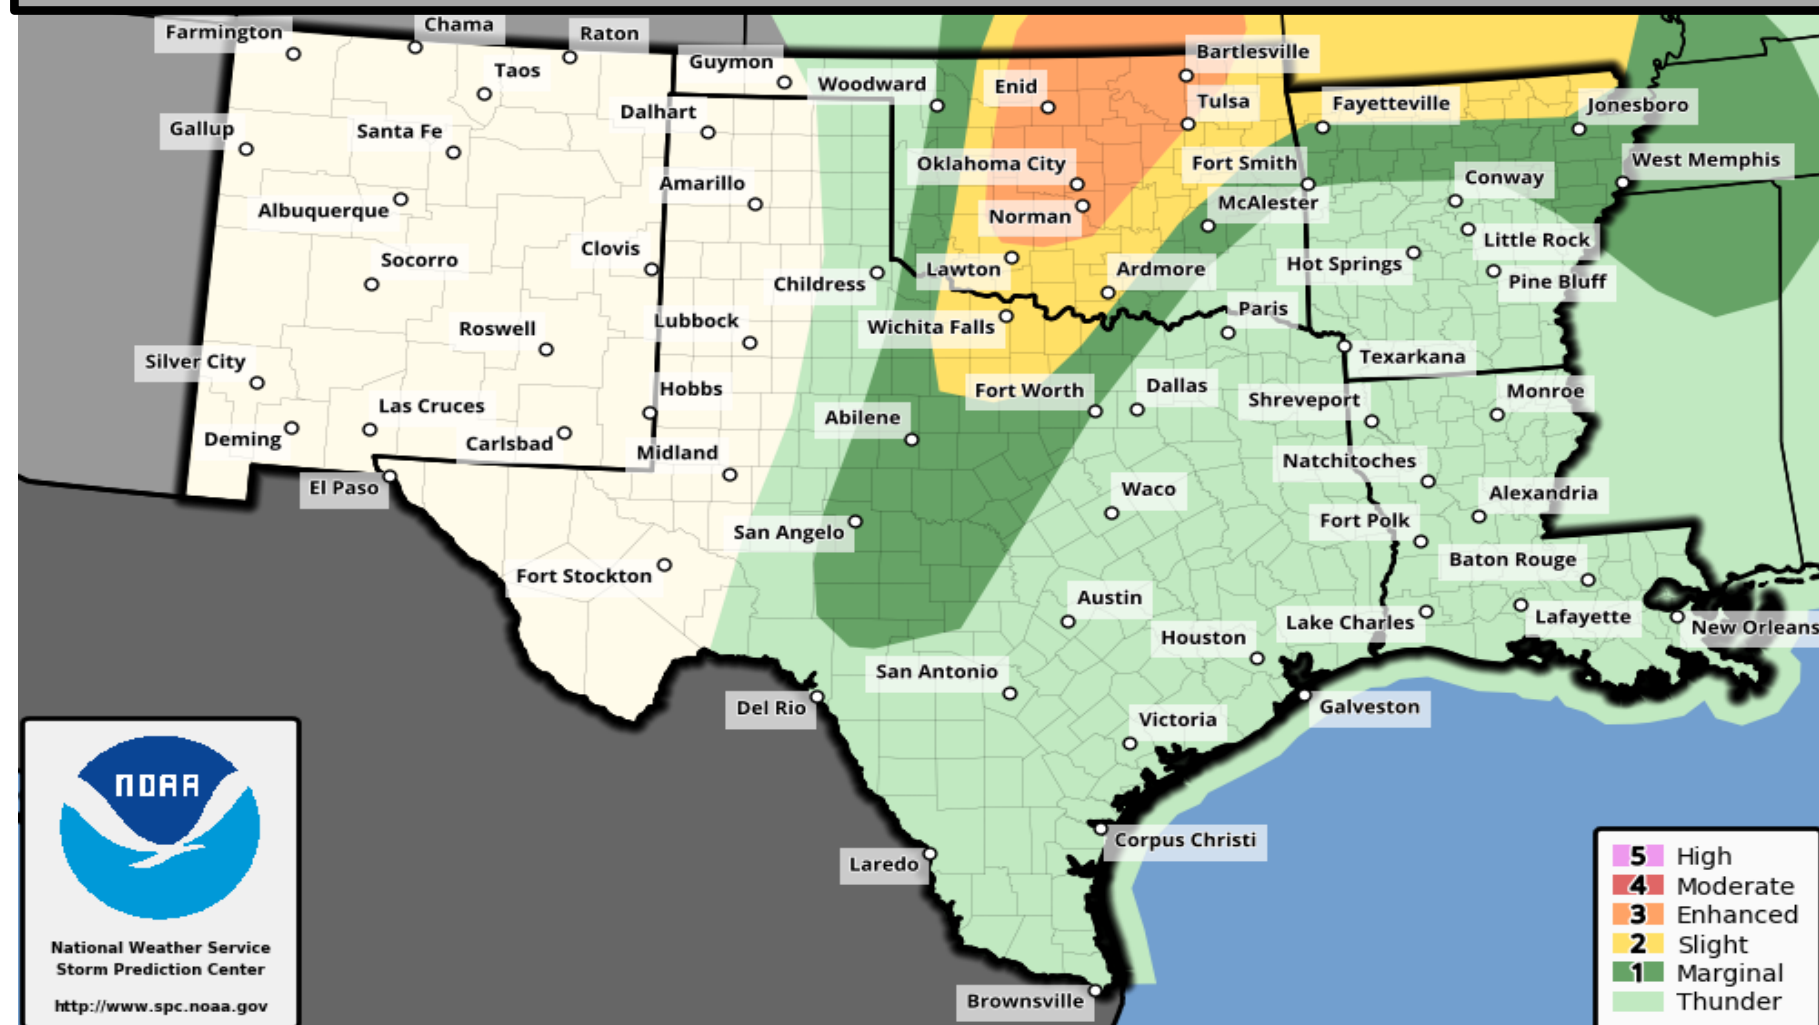 Farmington
Chama
Raton
Taos
Guymon
Woodward
Enid
Bartlesville
Gallup
Santa Fe
Dalhart
Tulsa
Fayetteville
Jonesboro
Albuquerque
Amarillo
Oklahoma City
Fort Smith
Conway
West Memphis
Norman
McAlester
Socorro
Clovis
Childress
Lawton
Ardmore
Hot Springs
Little Rock
Pine Bluff
Roswell
Lubbock
Wichita Falls
Paris
Texarkana
Silver City
Hobbs
Fort Worth
Dallas
Shreveport
Monroe
Las Cruces
Deming
Carlsbad
Midland
Abilene
Natchitoches
El Paso
San Angelo
Waco
Fort Polk
Alexandria
Fort Stockton
Austin
Baton Rouge
Houston
Lake Charles
Lafayette
New Orleans
San Antonio
Del Rio
Victoria
Galveston
Corpus Christi
Laredo
Brownsville
NOAA
National Weather Service
Storm Prediction Center
http://www.spc.noaa.gov
5 High
4 Moderate
3 Enhanced
2 Slight
1 Marginal
Thunder